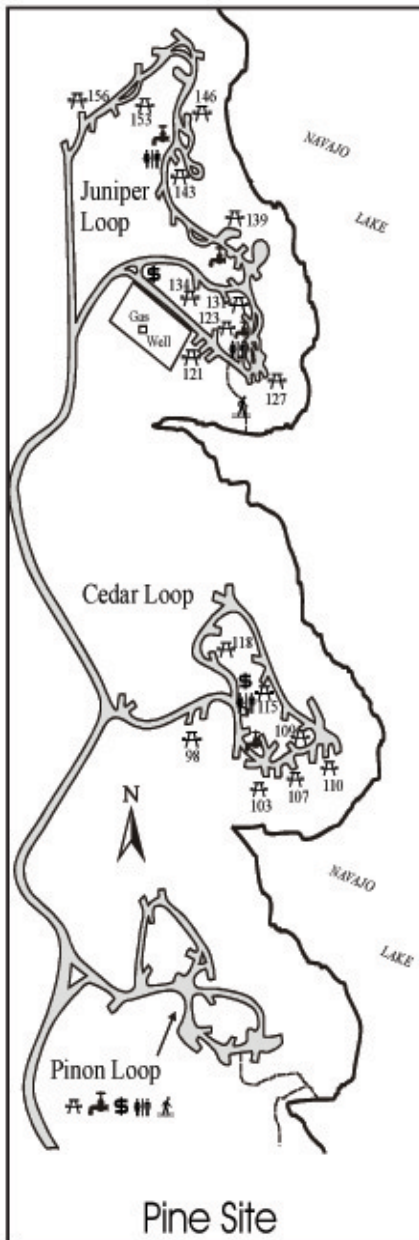 156
153
146
NAVAJO
LAKE
143
Juniper
Loop
139
$
134
131
123
Gas
Well
121
127
Cedar Loop
118
$
115
109
98
110
107
103
N
NAVAJO
LAKE
Pinon Loop
$
Pine Site